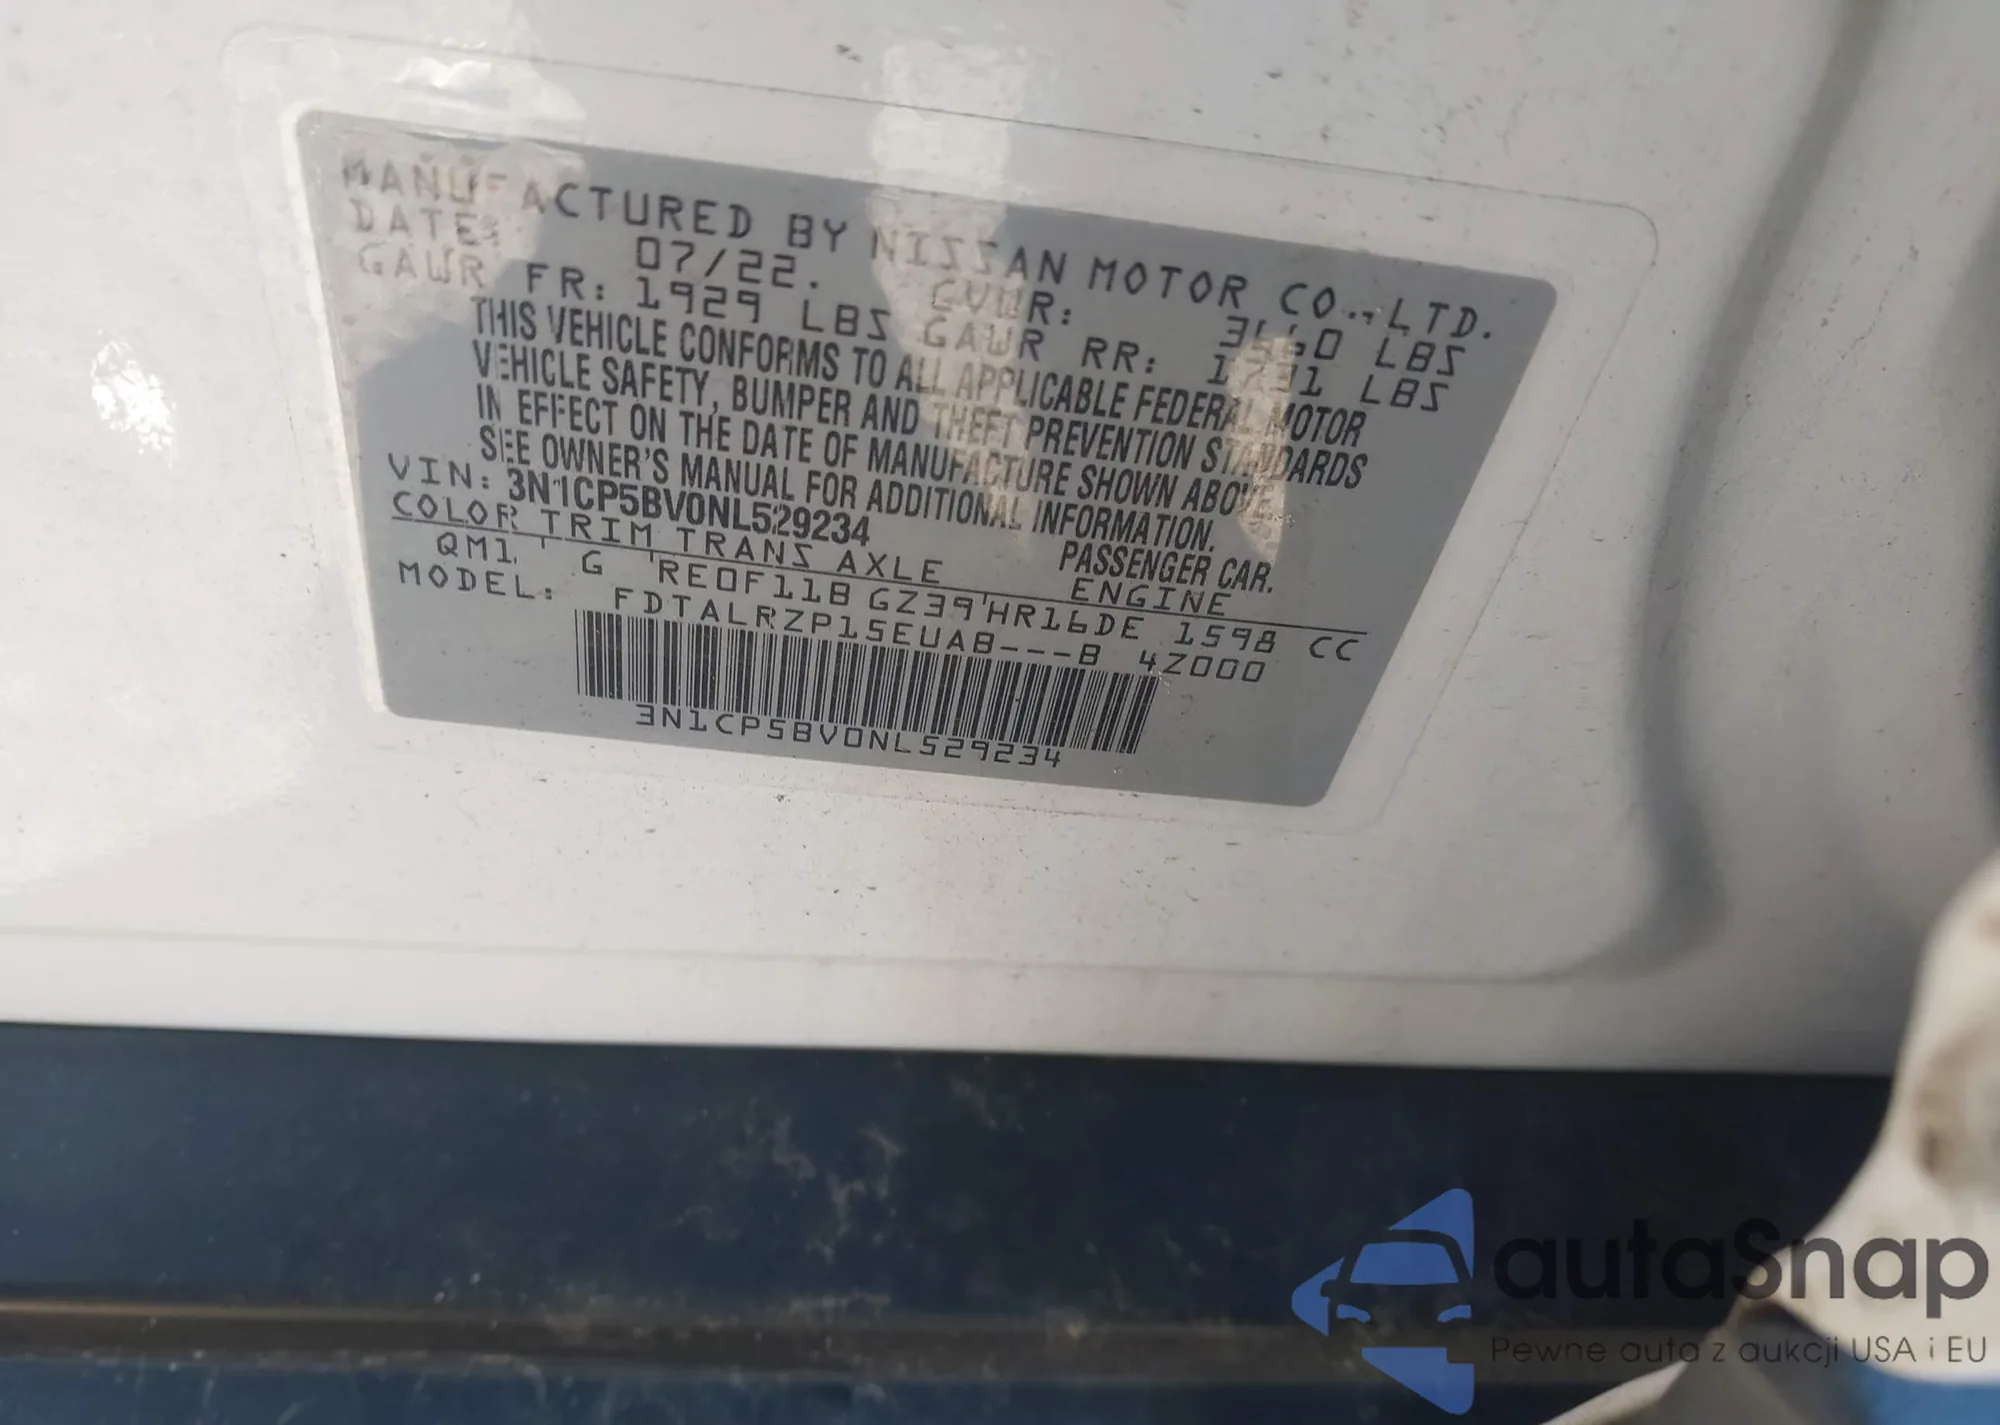 MANUFACTURED BY NISSAN MOTOR CO., LTD.
DATE: 07/22. GVWR: 3660 LBS
GAWR FR: 1929 LBS GAWR RR: 1731 LBS
THIS VEHICLE CONFORMS TO ALL APPLICABLE FEDERAL MOTOR
VEHICLE SAFETY, BUMPER AND THEFT PREVENTION STANDARDS
IN EFFECT ON THE DATE OF MANUFACTURE SHOWN ABOVE.
SEE OWNER'S MANUAL FOR ADDITIONAL INFORMATION.
VIN: 3N1CP5BV0NL529234 PASSENGER CAR.
COLOR TRIM TRANS AXLE ENGINE
QM1 G RE0F11B GZ39 HR16DE 1598 CC
MODEL: FDTALRZP15EUAB---B 4Z000
3N1CP5BV0NL529234
autaSnap
Pewne auta z aukcji USA i EU